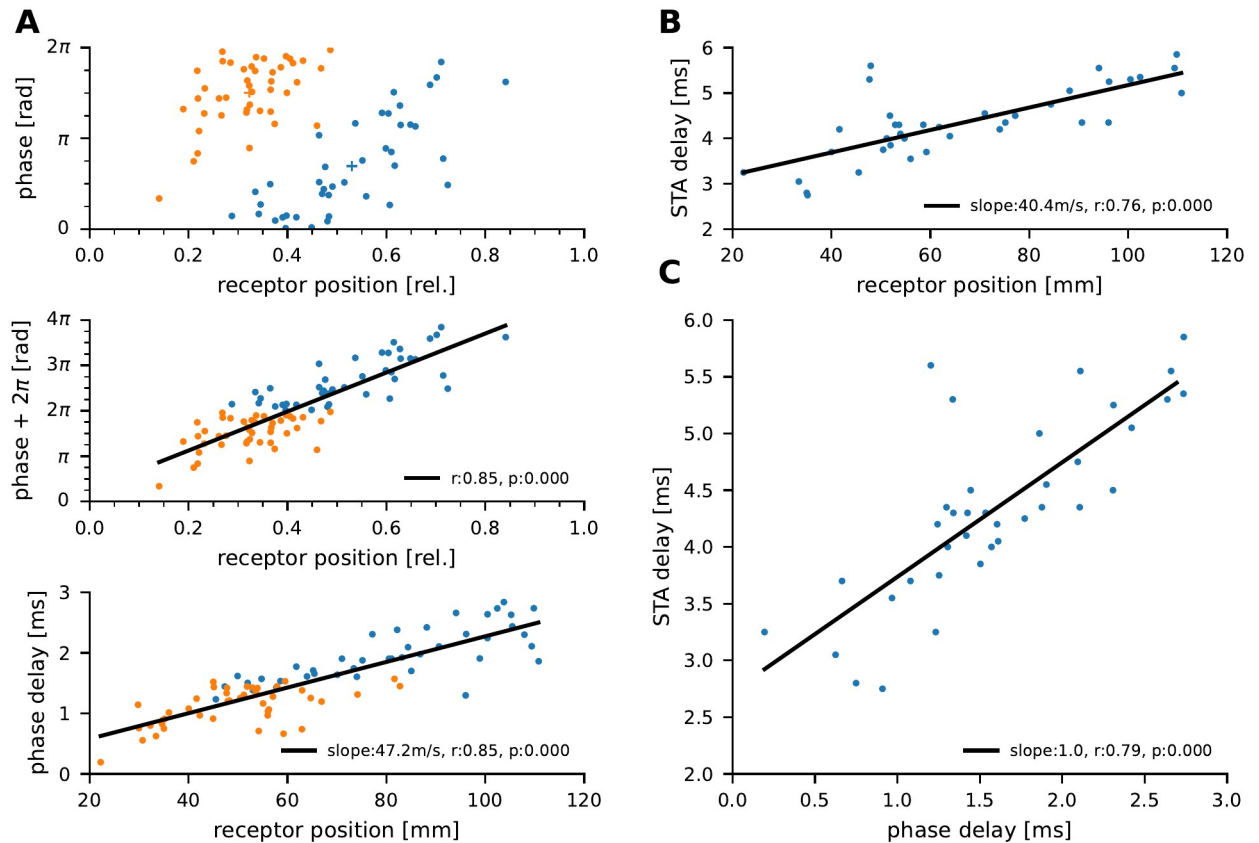 A
2π
π
0
phase [rad]
0.0 0.2 0.4 0.6 0.8 1.0
receptor position [rel.]
4π
3π
2π
π
0
phase + 2π [rad]
r:0.85, p:0.000
0.0 0.2 0.4 0.6 0.8 1.0
receptor position [rel.]
3
2
1
0
phase delay [ms]
slope:47.2m/s, r:0.85, p:0.000
20 40 60 80 100 120
receptor position [mm]
B
6
5
4
3
2
STA delay [ms]
slope:40.4m/s, r:0.76, p:0.000
20 40 60 80 100 120
receptor position [mm]
C
6.0
5.5
5.0
4.5
4.0
3.5
3.0
2.5
2.0
STA delay [ms]
slope:1.0, r:0.79, p:0.000
0.0 0.5 1.0 1.5 2.0 2.5 3.0
phase delay [ms]